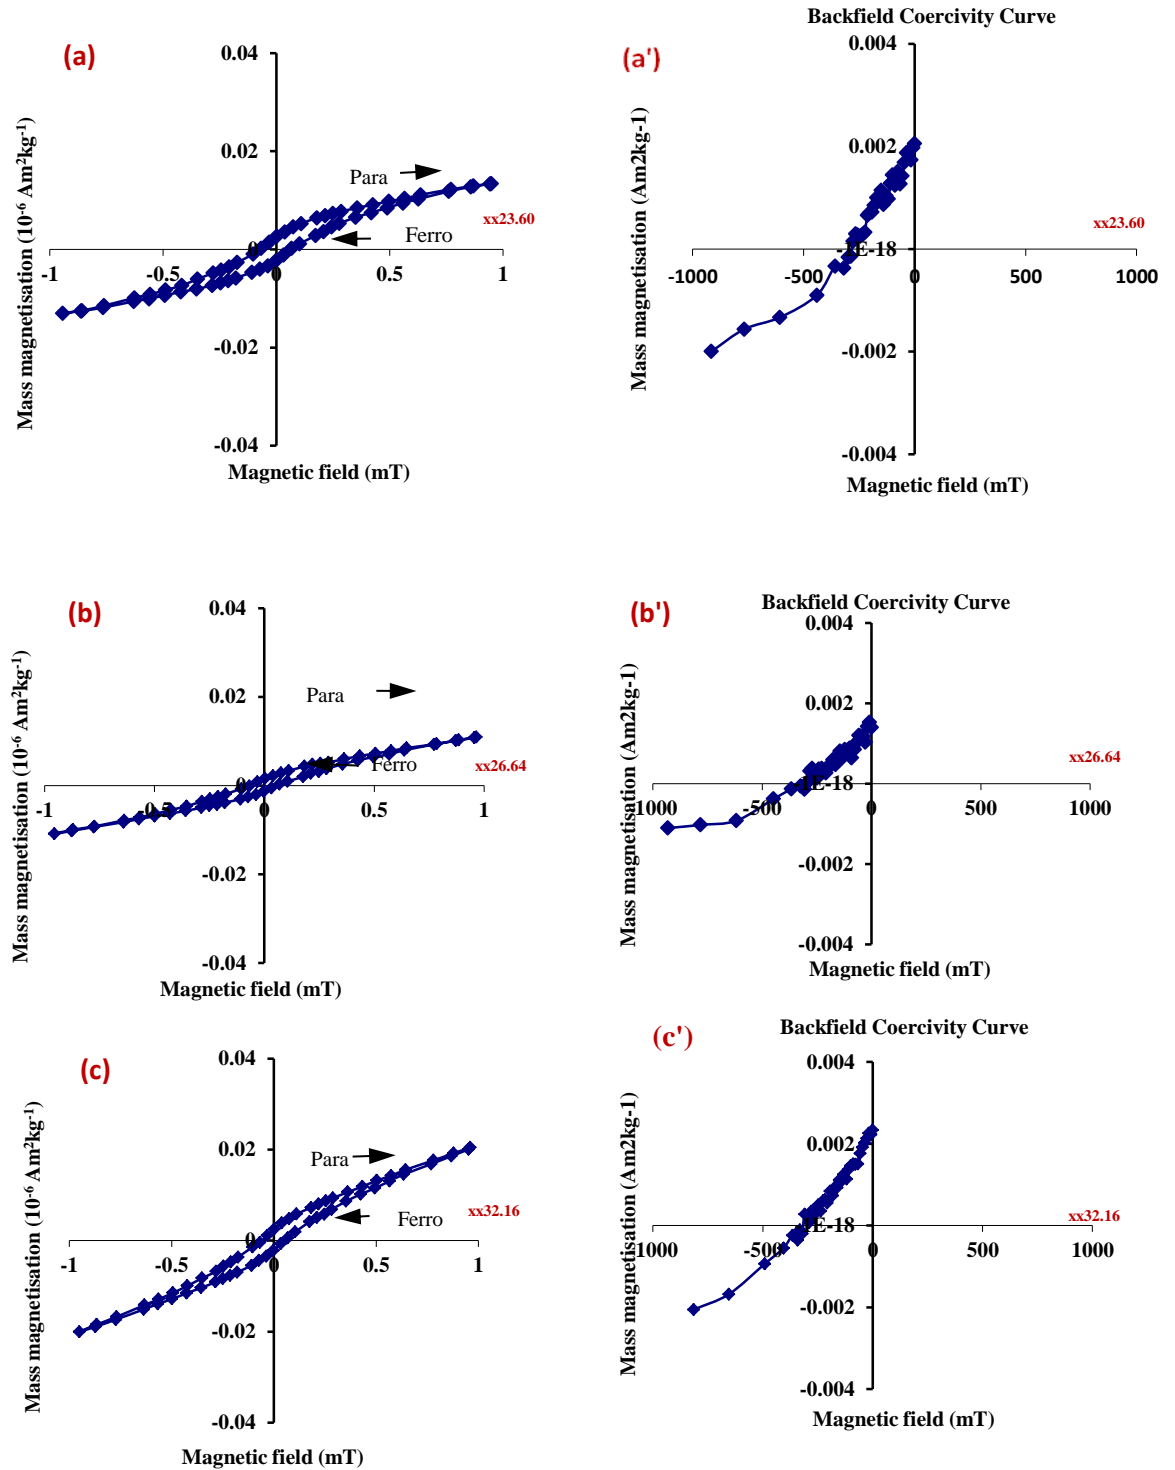 (a)
Mass magnetisation (10⁻⁶ Am²kg⁻¹)
0.04
0.02
0
-0.02
-0.04
-1
-0.5
0
0.5
1
Para
Ferro
xx23.60
Magnetic field (mT)
Backfield Coercivity Curve
(a')
Mass magnetisation (Am2kg-1)
0.004
0.002
-1E-18
-0.002
-0.004
-1000
-500
0
500
1000
xx23.60
Magnetic field (mT)
(b)
Mass magnetisation (10⁻⁶ Am²kg⁻¹)
0.04
0.02
0
-0.02
-0.04
-1
-0.5
0
0.5
1
Para
Ferro
xx26.64
Magnetic field (mT)
(b')
Backfield Coercivity Curve
Mass magnetisation (Am2kg-1)
0.004
0.002
1E-18
-0.002
-0.004
1000
-500
0
500
1000
xx26.64
Magnetic field (mT)
(c)
Mass magnetisation (10⁻⁶ Am²kg⁻¹)
0.04
0.02
0
-0.02
-0.04
-1
-0.5
0
0.5
1
Para
Ferro
xx32.16
Magnetic field (mT)
(c')
Backfield Coercivity Curve
Mass magnetisation (Am2kg-1)
0.004
0.002
1E-18
-0.002
-0.004
1000
-500
0
500
1000
xx32.16
Magnetic field (mT)